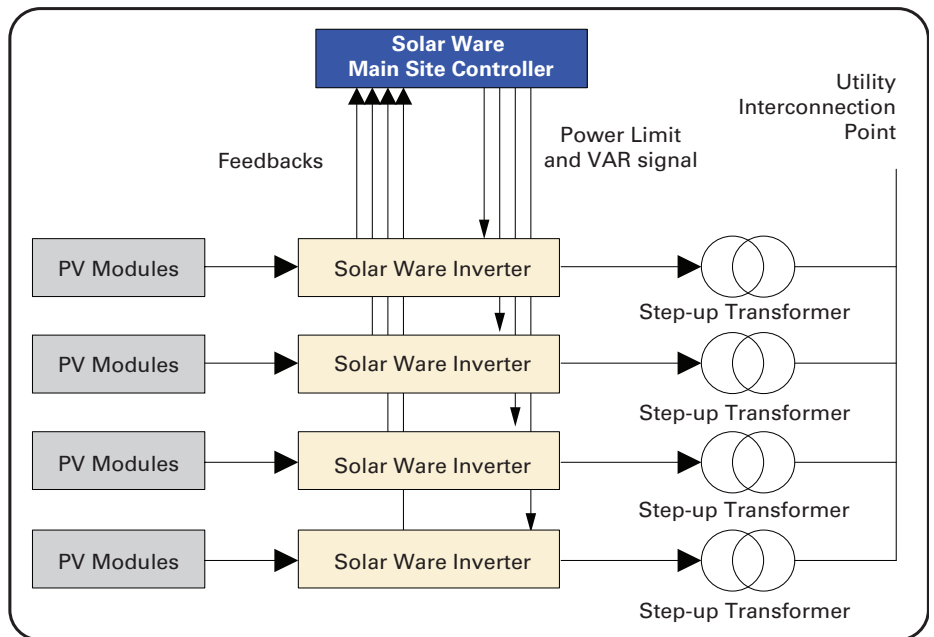 Solar Ware
Main Site Controller
Utility
Interconnection
Point
Feedbacks
Power Limit
and VAR signal
PV Modules
Solar Ware Inverter
Step-up Transformer
PV Modules
Solar Ware Inverter
Step-up Transformer
PV Modules
Solar Ware Inverter
Step-up Transformer
PV Modules
Solar Ware Inverter
Step-up Transformer